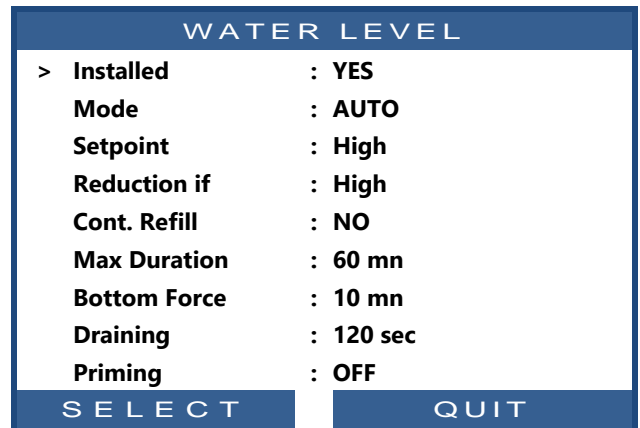 WATER LEVEL
> Installed : YES
Mode : AUTO
Setpoint : High
Reduction if : High
Cont. Refill : NO
Max Duration : 60 mn
Bottom Force : 10 mn
Draining : 120 sec
Priming : OFF
SELECT QUIT